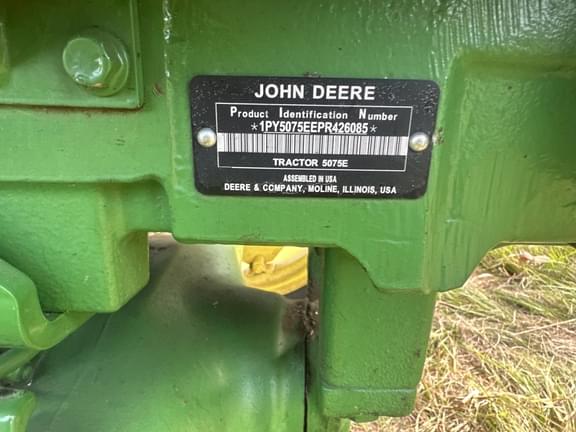 JOHN DEERE
Product Identification Number
*1PY5075EEPR426085*
TRACTOR 5075E
ASSEMBLED IN USA
DEERE & COMPANY, MOLINE, ILLINOIS, USA